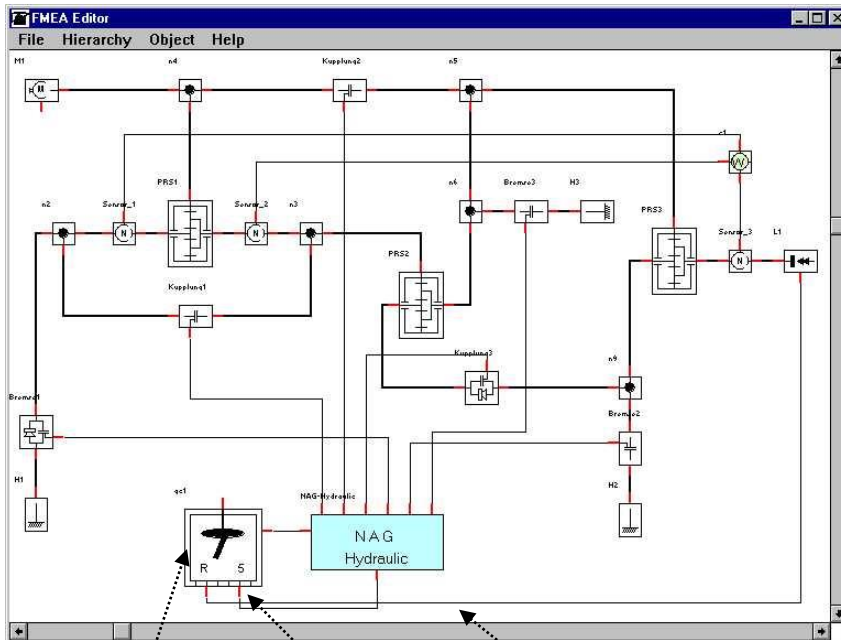 FMEA Editor
File Hierarchy Object Help
M1
n4
Kupplung2
n5
c1
PRS1
n6
Bremse3
H3
PRS3
n2
Sensor_1
Sensor_2
n3
Sensor_3
L1
PRS2
Kupplung1
Kupplung3
n9
Bremse1
Bremse2
H1
gc1
NAG-Hydraulic
H2
NAG
Hydraulic
R 5